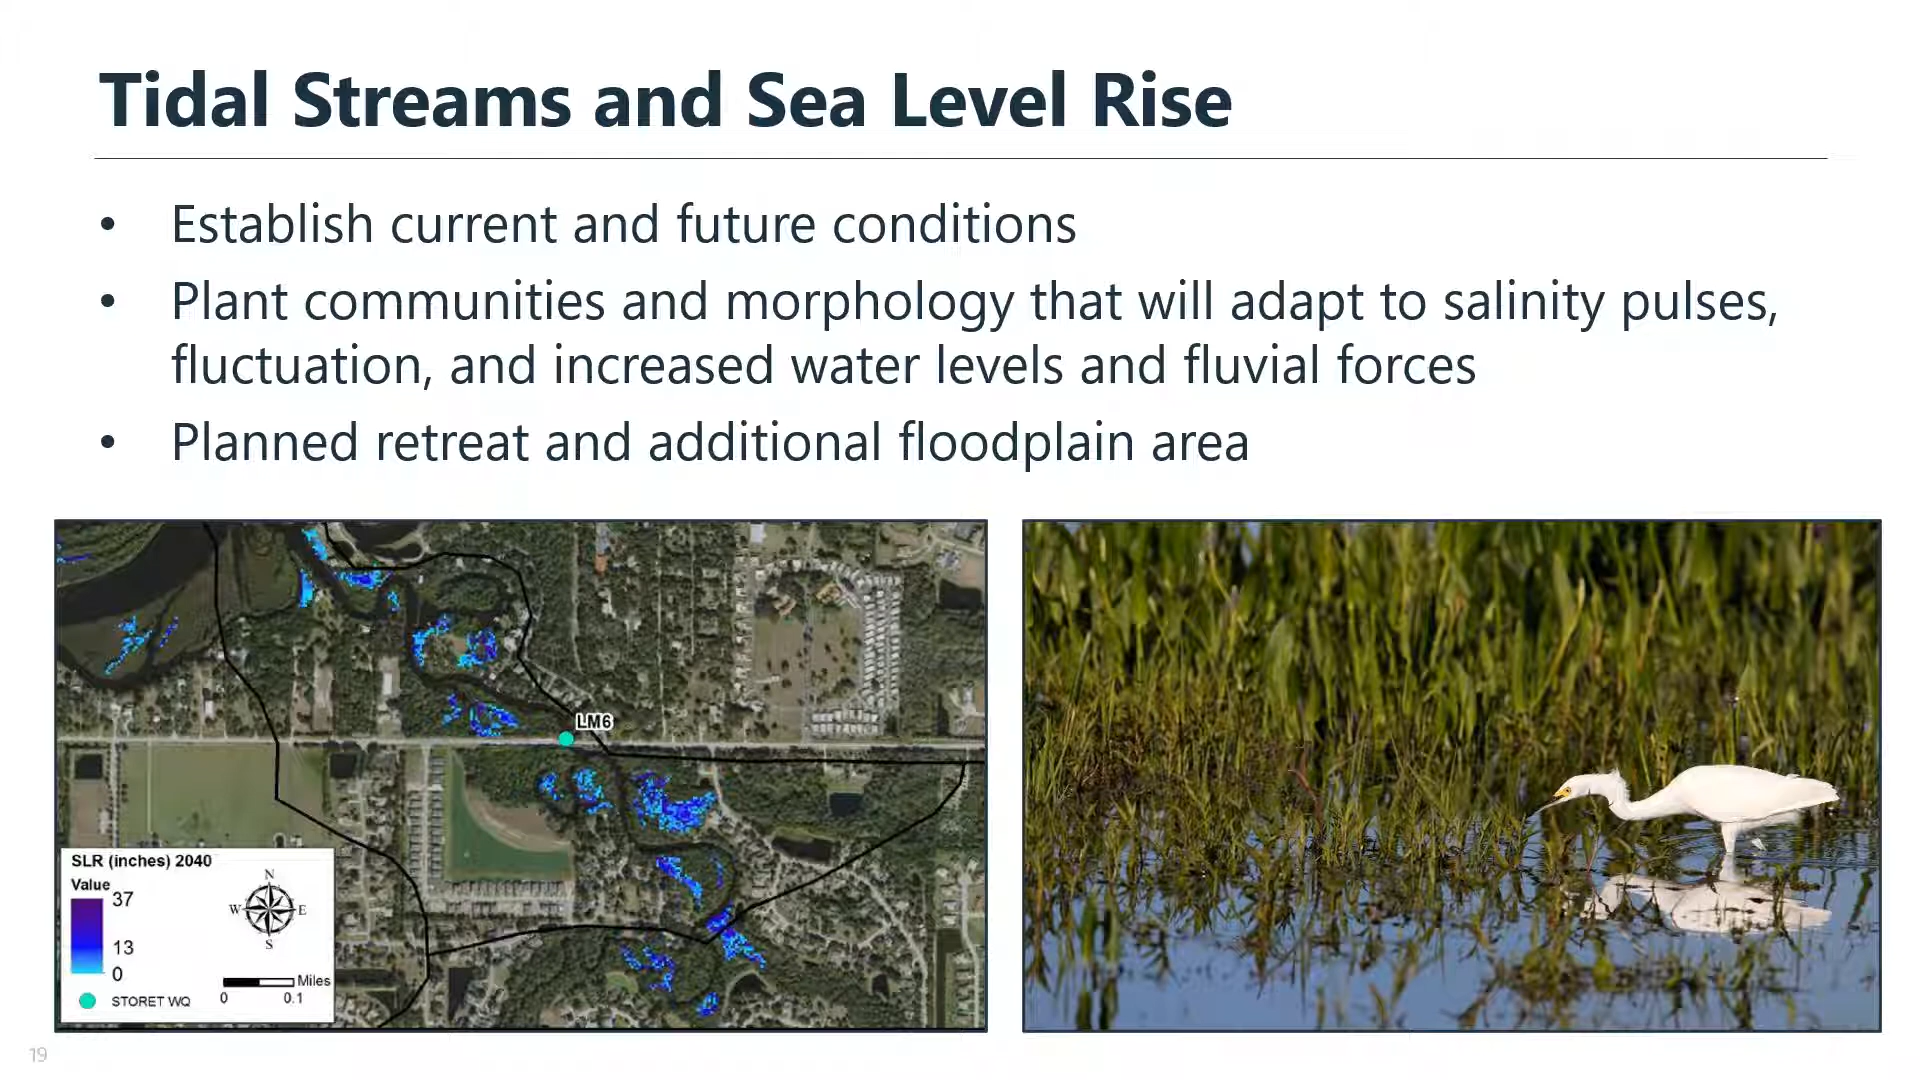 Tidal Streams and Sea Level Rise
• Establish current and future conditions
• Plant communities and morphology that will adapt to salinity pulses,
fluctuation, and increased water levels and fluvial forces
• Planned retreat and additional floodplain area
LM6
SLR (inches) 2040
Value
37
13
0
STORET WQ
N
W E
S
Miles
0 0.1
19